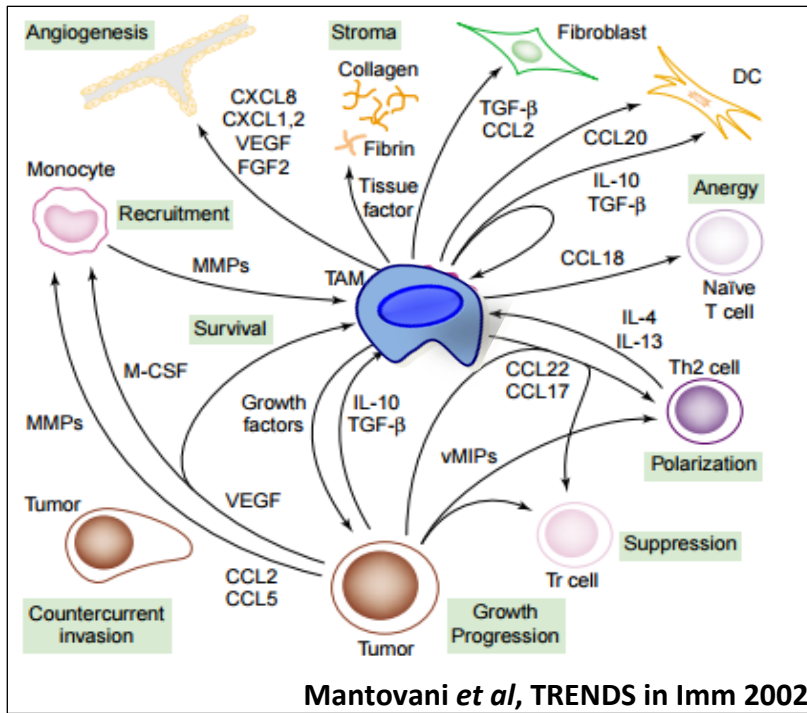 Angiogenesis
Stroma
Fibroblast
Collagen
DC
CXCL8
CXCL1,2
VEGF
FGF2
TGF-β
CCL2
CCL20
Fibrin
Monocyte
Tissue
factor
IL-10
TGF-β
Anergy
Recruitment
MMPs
TAM
CCL18
Naïve
T cell
Survival
IL-4
IL-13
M-CSF
CCL22
CCL17
Th2 cell
MMPs
Growth
factors
IL-10
TGF-β
vMIPs
Polarization
VEGF
Tumor
Suppression
CCL2
CCL5
Tr cell
Countercurrent
invasion
Growth
Progression
Tumor
Mantovani et al, TRENDS in Imm 2002